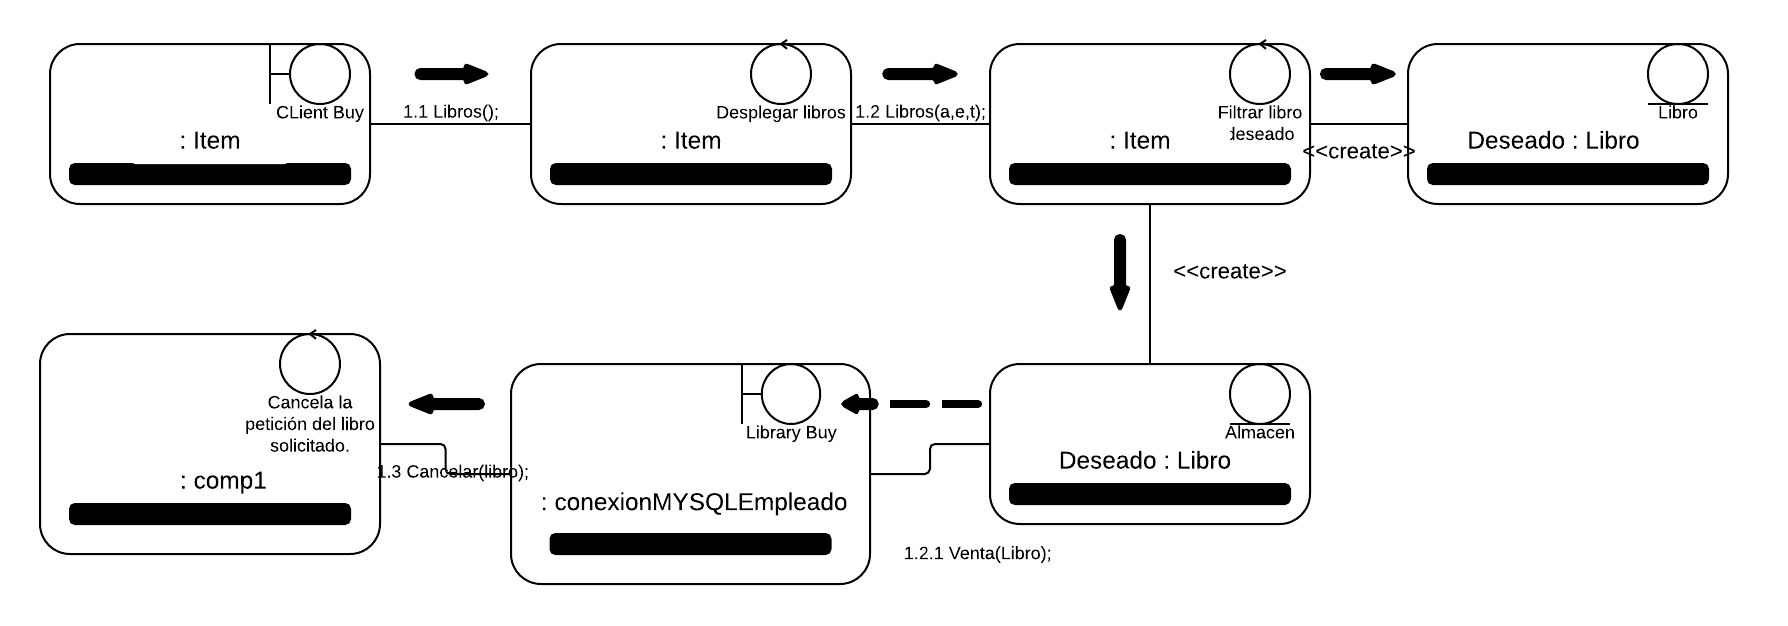 CLient Buy
: Item
1.1 Libros();
Desplegar libros
: Item
1.2 Libros(a,e,t);
Filtrar libro
deseado
: Item
<<create>>
Libro
Deseado : Libro
<<create>>
Cancela la
petición del libro
solicitado.
: comp1
1.3 Cancelar(libro);
Library Buy
: conexionMYSQLEmpleado
Almacen
Deseado : Libro
1.2.1 Venta(Libro);